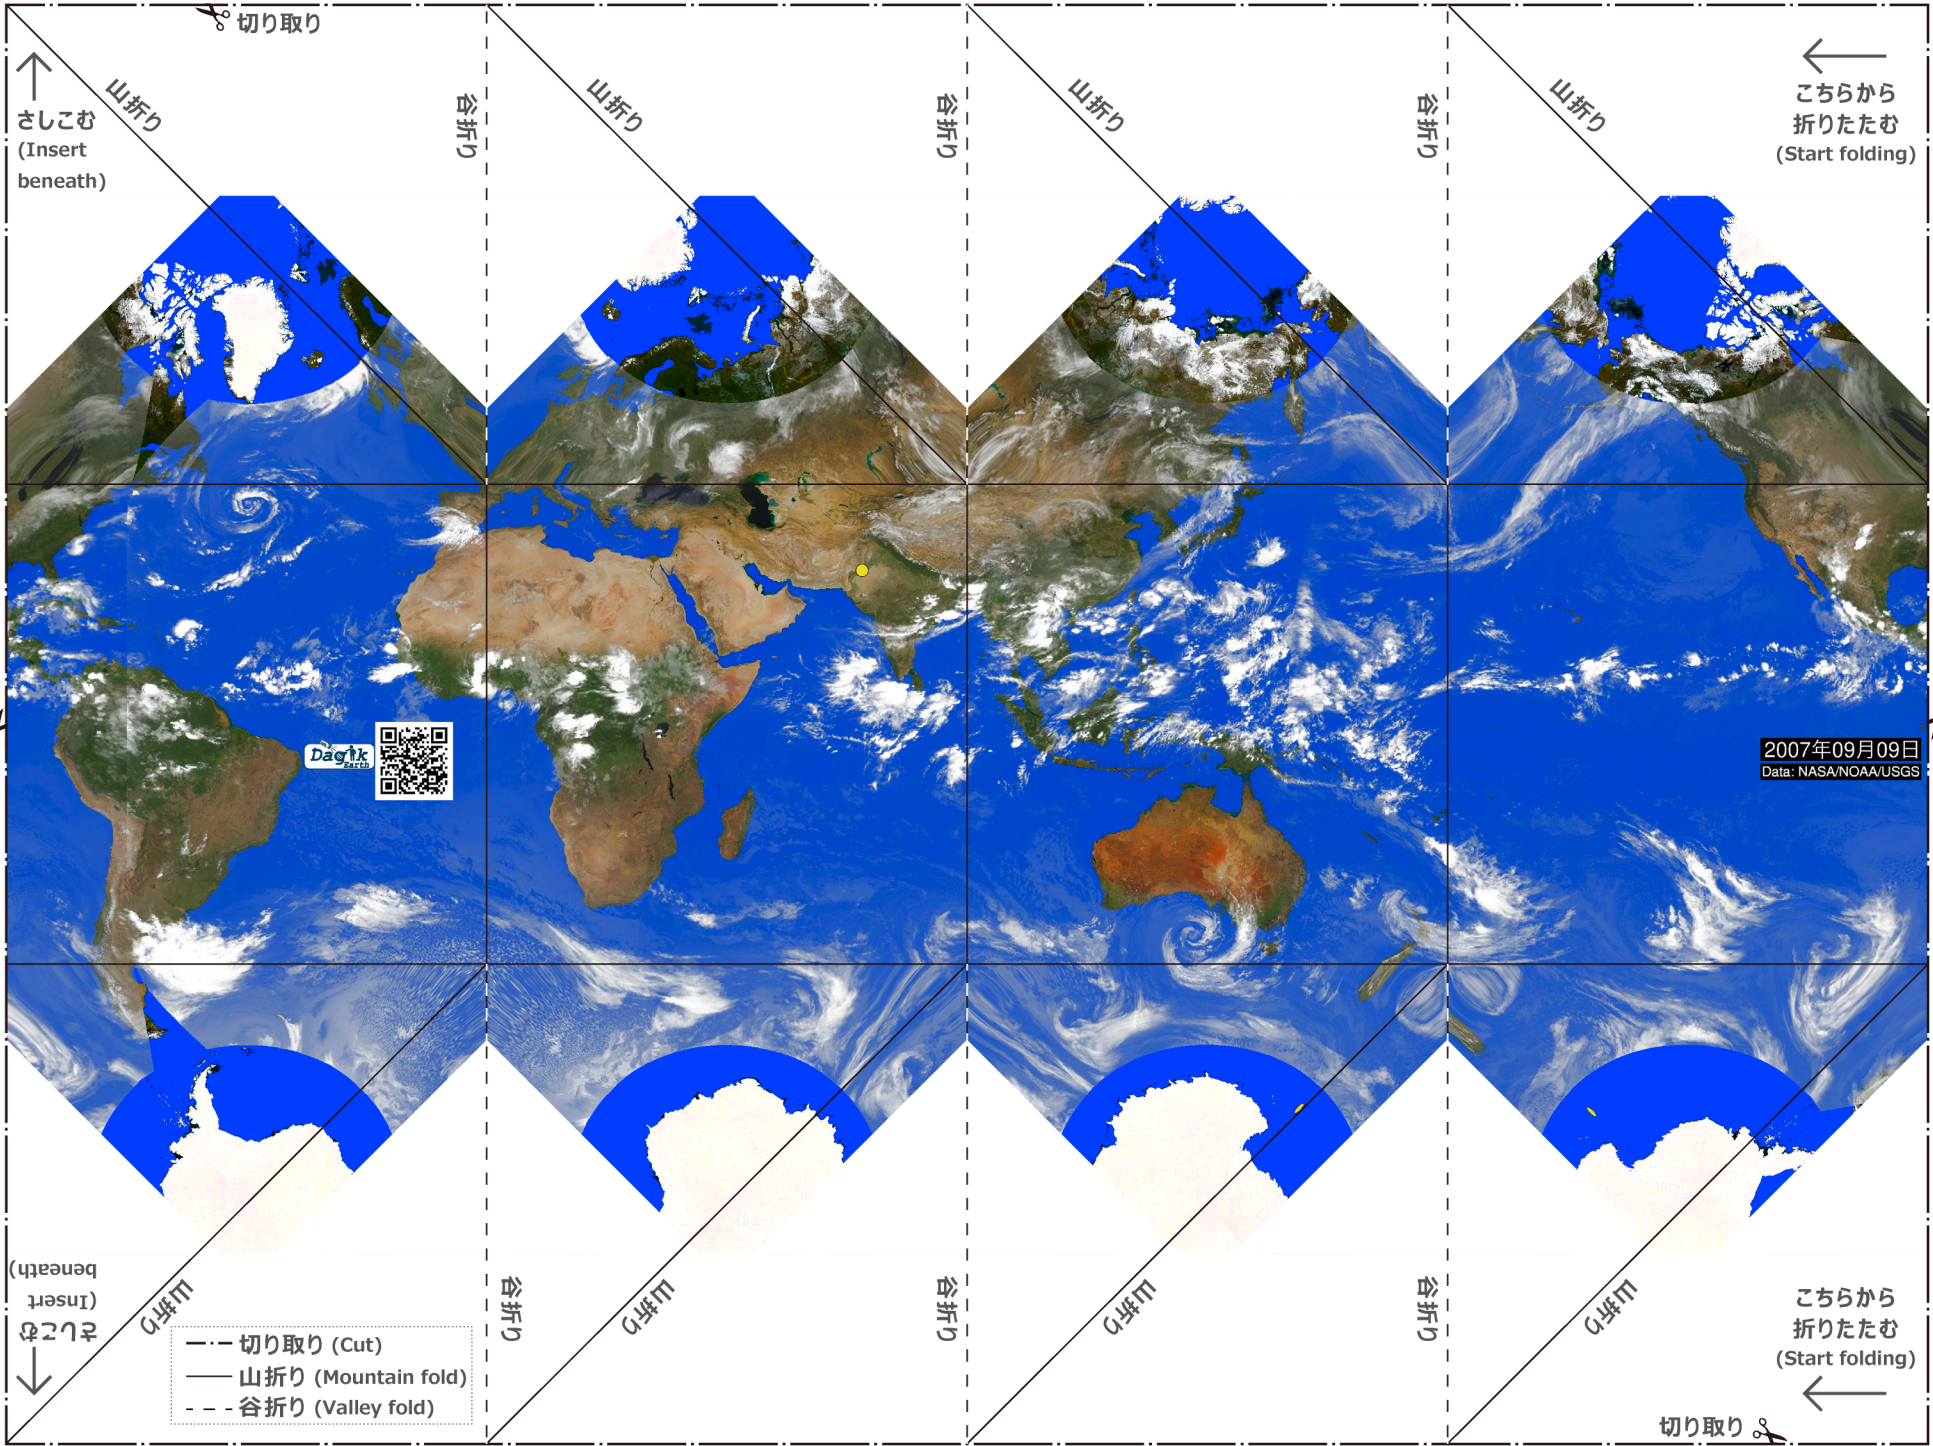 切り取り
山折り
谷折り
山折り
谷折り
山折り
谷折り
山折り
さしこむ
(Insert
beneath)
こちらから
折りたたむ
(Start folding)
Dagik
Earth
2007年09月09日
Data: NASA/NOAA/USGS
さしこむ
(Insert
beneath)
山折り
谷折り
山折り
谷折り
山折り
谷折り
山折り
こちらから
折りたたむ
(Start folding)
切り取り (Cut)
山折り (Mountain fold)
谷折り (Valley fold)
切り取り